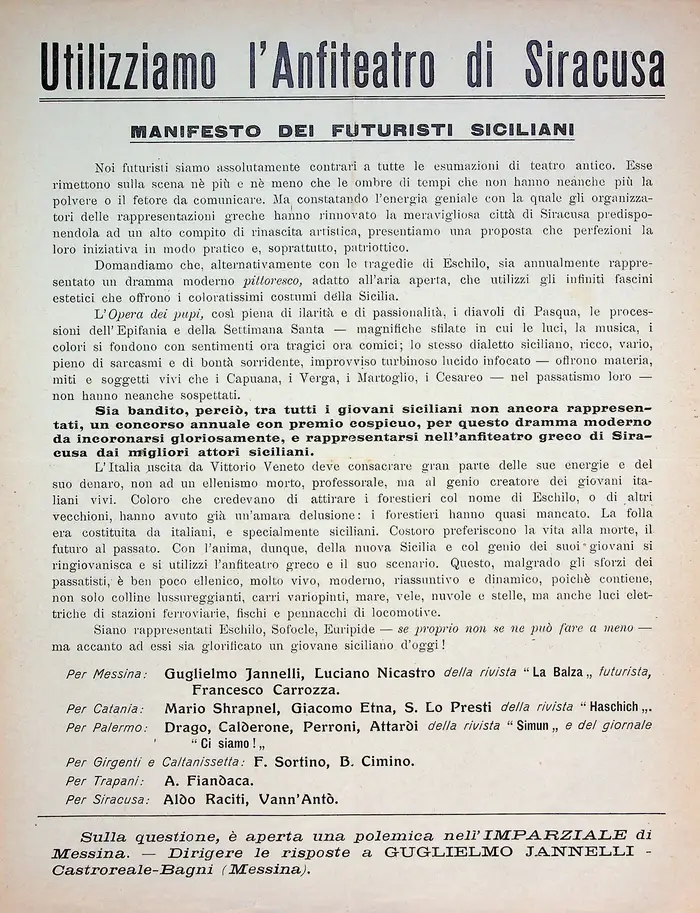 Utilizziamo l'Anfiteatro di Siracusa
MANIFESTO DEI FUTURISTI SICILIANI
Noi futuristi siamo assolutamente contrari a tutte le esumazioni di teatro antico. Esse
rimettono sulla scena nè più e nè meno che le ombre di tempi che non hanno neanche più la
polvere o il fetore da comunicare. Ma constatando l'energia geniale con la quale gli organizza-
tori delle rappresentazioni greche hanno rinnovato la meravigliosa città di Siracusa predispo-
nendola ad un alto compito di rinascita artistica, presentiamo una proposta che perfezioni la
loro iniziativa in modo pratico e, soprattutto, patriottico.
Domandiamo che, alternativamente con le tragedie di Eschilo, sia annualmente rappre-
sentato un dramma moderno pittoresco, adatto all'aria aperta, che utilizzi gli infiniti fascini
estetici che offrono i coloratissimi costumi della Sicilia.
L'Opera dei pupi, così piena di ilarità e di passionalità, i diavoli di Pasqua, le proces-
sioni dell'Epifania e della Settimana Santa — magnifiche sfilate in cui le luci, la musica, i
colori si fondono con sentimenti ora tragici ora comici; lo stesso dialetto siciliano, ricco, vario,
pieno di sarcasmi e di bontà sorridente, improvviso turbinoso lucido infocato — offrono materia,
miti e soggetti vivi che i Capuana, i Verga, i Martoglio, i Cesareo — nel passatismo loro —
non hanno neanche sospettati.
Sia bandito, perciò, tra tutti i giovani siciliani non ancora rappresen-
tati, un concorso annuale con premio cospicuo, per questo dramma moderno
da incoronarsi gloriosamente, e rappresentarsi nell'anfiteatro greco di Sira-
cusa dai migliori attori siciliani.
L'Italia uscita da Vittorio Veneto deve consacrare gran parte delle sue energie e del
suo denaro, non ad un ellenismo morto, professorale, ma al genio creatore dei giovani ita-
liani vivi. Coloro che credevano di attirare i forestieri col nome di Eschilo, o di altri
vecchioni, hanno avuto già un'amara delusione: i forestieri hanno quasi mancato. La folla
era costituita da italiani, e specialmente siciliani. Costoro preferiscono la vita alla morte, il
futuro al passato. Con l'anima, dunque, della nuova Sicilia e col genio dei suoi giovani si
ringiovanisca e si utilizzi l'anfiteatro greco e il suo scenario. Questo, malgrado gli sforzi dei
passatisti, è ben poco ellenico, molto vivo, moderno, riassuntivo e dinamico, poichè contiene,
non solo colline lussureggianti, carri variopinti, mare, vele, nuvole e stelle, ma anche luci elet-
triche di stazioni ferroviarie, fischi e pennacchi di locomotive.
Siano rappresentati Eschilo, Sofocle, Euripide — se proprio non se ne può fare a meno —
ma accanto ad essi sia glorificato un giovane siciliano d'oggi!
Per Messina: Guglielmo Jannelli, Luciano Nicastro della rivista "La Balza„ futurista,
Francesco Carrozza.
Per Catania: Mario Shrapnel, Giacomo Etna, S. Lo Presti della rivista "Haschich„.
Per Palermo: Drago, Calderone, Perroni, Attardi della rivista "Simun„ e del giornale
"Ci siamo!„
Per Girgenti e Caltanissetta: F. Sortino, B. Cimino.
Per Trapani: A. Fiandaca.
Per Siracusa: Aldo Raciti, Vann'Antò.
Sulla questione, è aperta una polemica nell'IMPARZIALE di
Messina. — Dirigere le risposte a GUGLIELMO JANNELLI -
Castroreale-Bagni (Messina).